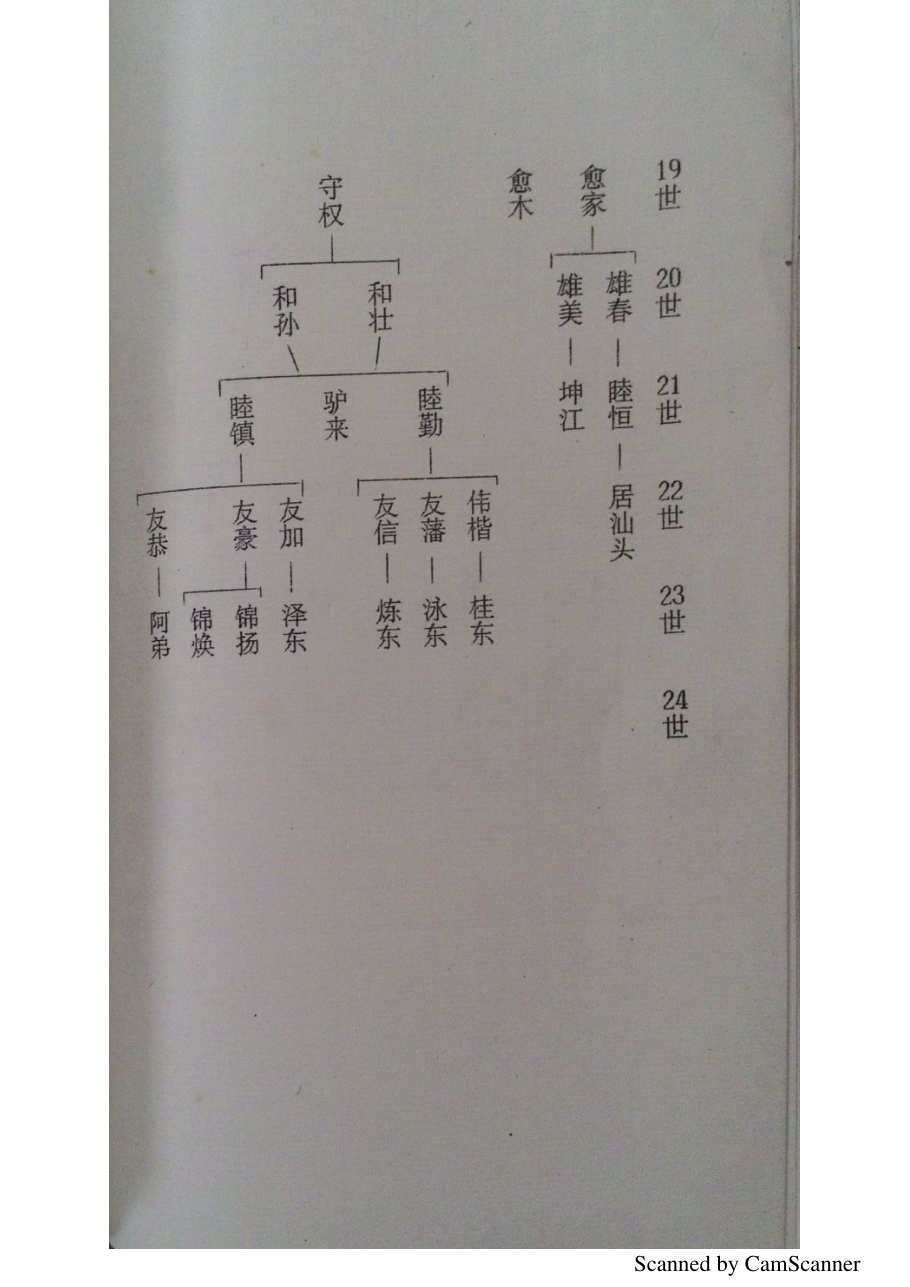 19世
20世
21世
22世
23世
24世
愈家
愈木
雄春
雄美
睦恒
坤江
居汕头
守权
和壮
和孙
睦勤
驴来
睦镇
伟楷
友藩
友信
友加
友豪
友恭
桂东
泳东
炼东
泽东
锦扬
锦焕
阿弟
Scanned by CamScanner